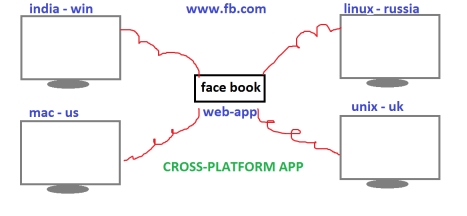 india - win
www.fb.com
linux - russia
face book
mac - us
web-app
unix - uk
CROSS-PLATFORM APP